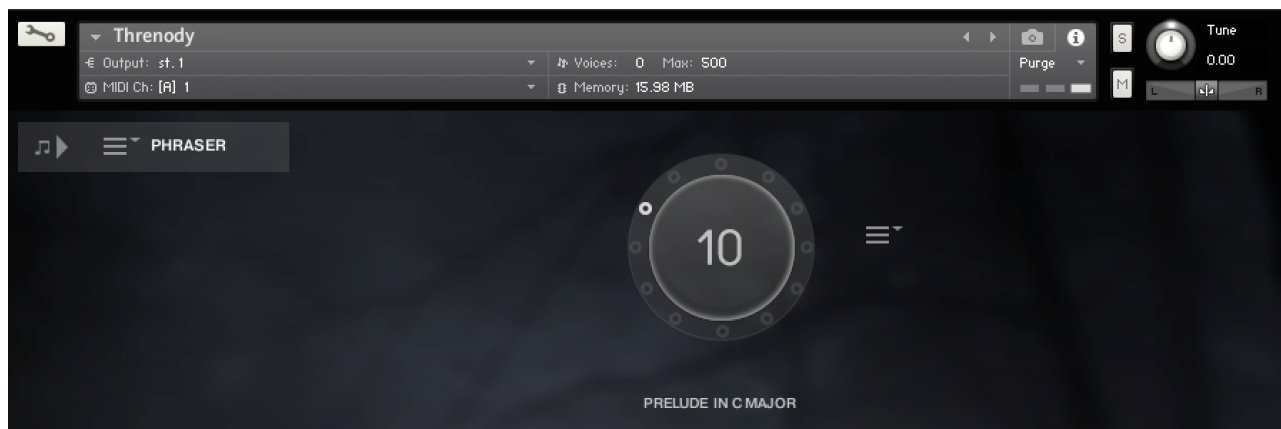 Threnody
Output: st.1
MIDI Ch: [A] 1
Voices: 0 Max: 500
Memory: 15.98 MB
Purge
S
M
Tune
0.00
L
R
PHRASER
10
PRELUDE IN C MAJOR